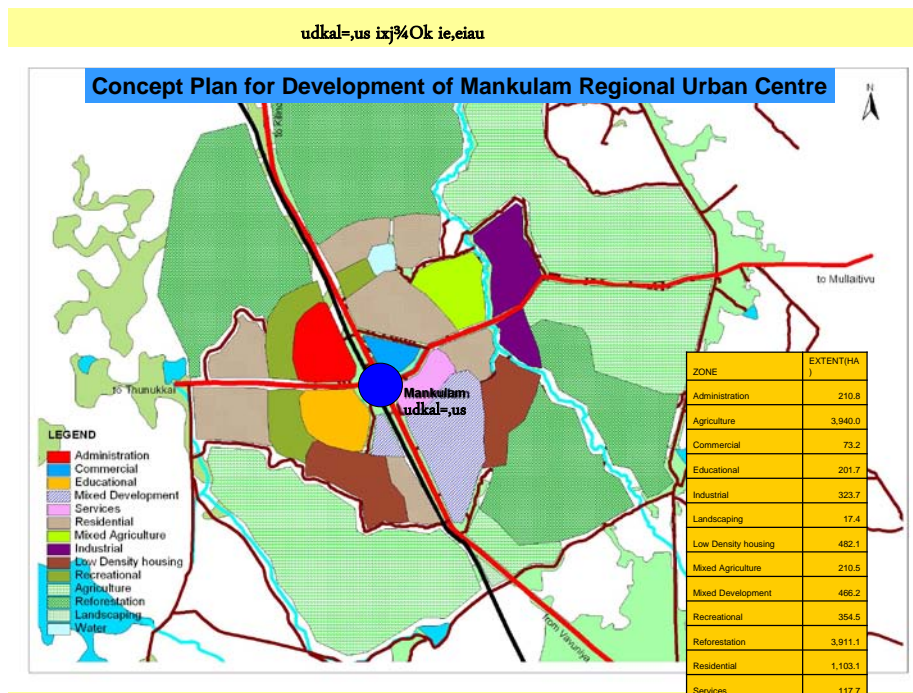 udkal=,us ixj¾Ok ie,eiau
Concept Plan for Development of Mankulam Regional Urban Centre
N
to Mullaitivu
to Thunukkai
Mankulam
udkal=,us
from Vavuniya
LEGEND
Administration
Commercial
Educational
Mixed Development
Services
Residential
Mixed Agriculture
Industrial
Low Density housing
Recreational
Agriculture
Reforestation
Landscaping
Water
ZONE EXTENT(HA
)
Administration 210.8
Agriculture 3,940.0
Commercial 73.2
Educational 201.7
Industrial 323.7
Landscaping 17.4
Low Density housing 482.1
Mixed Agriculture 210.5
Mixed Development 466.2
Recreational 354.5
Reforestation 3,911.1
Residential 1,103.1
Services 117.7